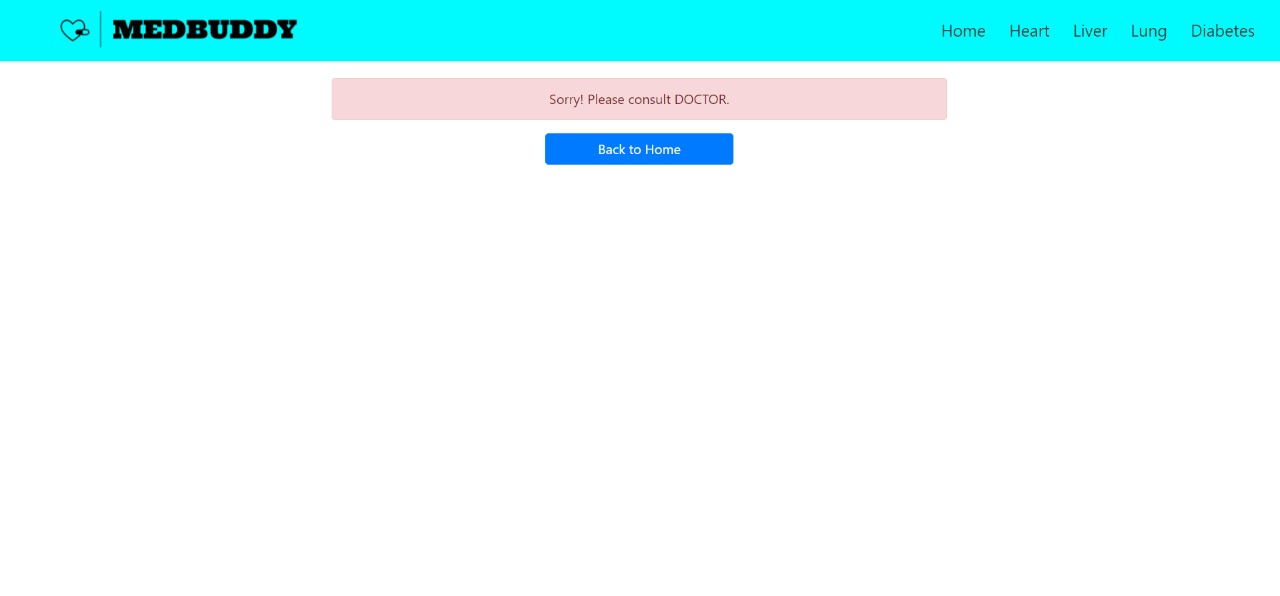 MEDBUDDY
Home Heart Liver Lung Diabetes
Sorry! Please consult DOCTOR.
Back to Home